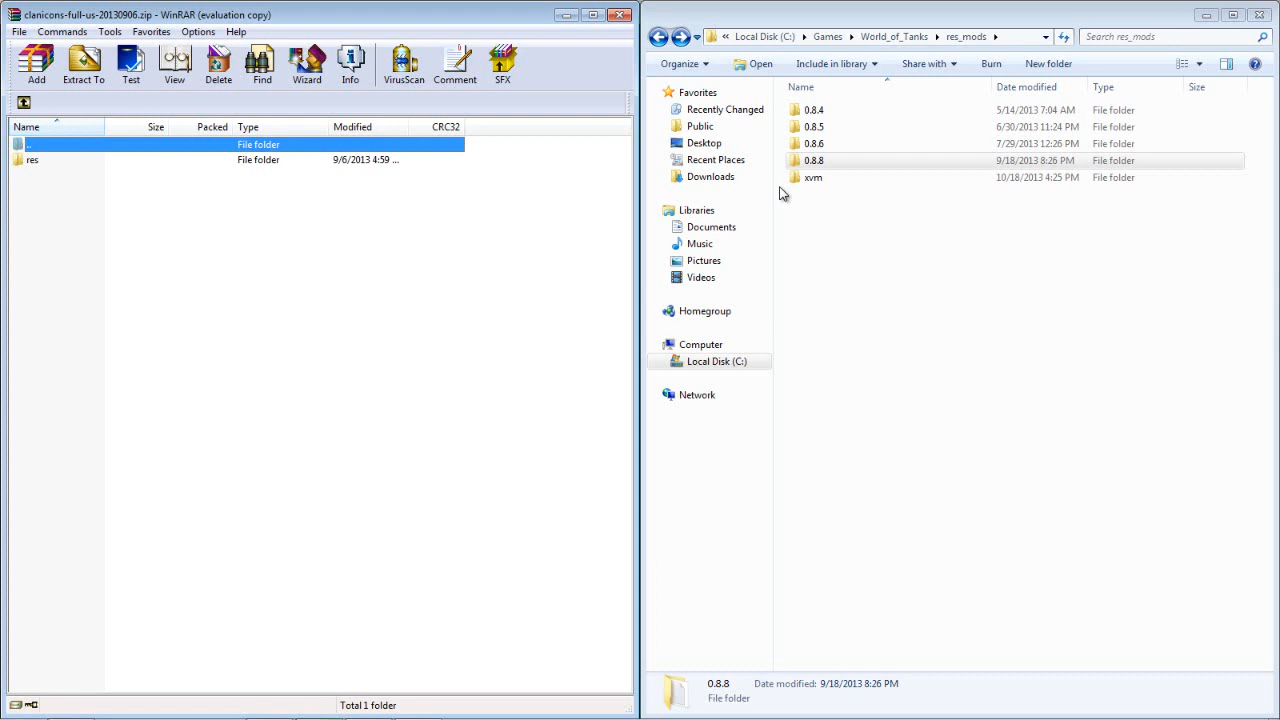 clanicons-full-us-20130906.zip - WinRAR (evaluation copy)
File Commands Tools Favorites Options Help
Add Extract To Test View Delete Find Wizard Info VirusScan Comment SFX
Name Size Packed Type Modified CRC32
.. File folder
res File folder 9/6/2013 4:59 ...
Total 1 folder
« Local Disk (C:) Games World_of_Tanks res_mods Search res_mods
Organize Open Include in library Share with Burn New folder
Favorites
Recently Changed
Public
Desktop
Recent Places
Downloads
Libraries
Documents
Music
Pictures
Videos
Homegroup
Computer
Local Disk (C:)
Network
Name Date modified Type Size
0.8.4 5/14/2013 7:04 AM File folder
0.8.5 6/30/2013 11:24 PM File folder
0.8.6 7/29/2013 12:26 PM File folder
0.8.8 9/18/2013 8:26 PM File folder
xvm 10/18/2013 4:25 PM File folder
0.8.8 Date modified: 9/18/2013 8:26 PM
File folder